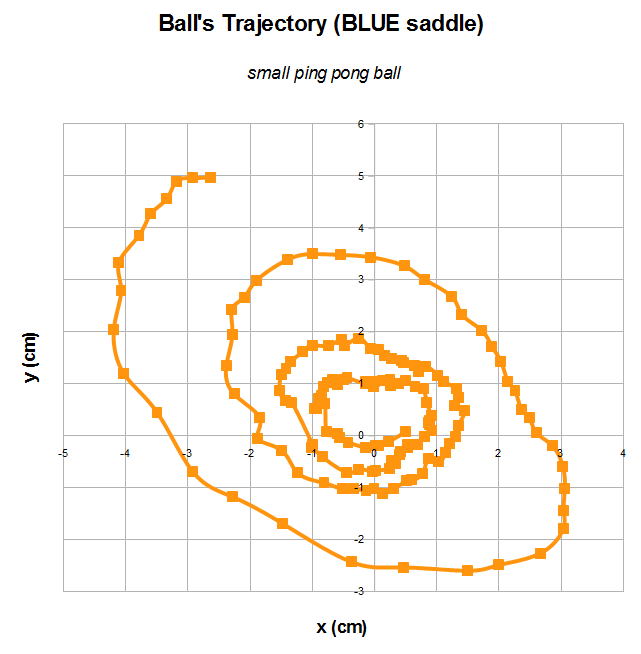 Ball's Trajectory (BLUE saddle)
small ping pong ball
6
5
4
3
2
1
0
-5 -4 -3 -2 -1 0 1 2 3 4
-1
-2
-3
y (cm)
x (cm)